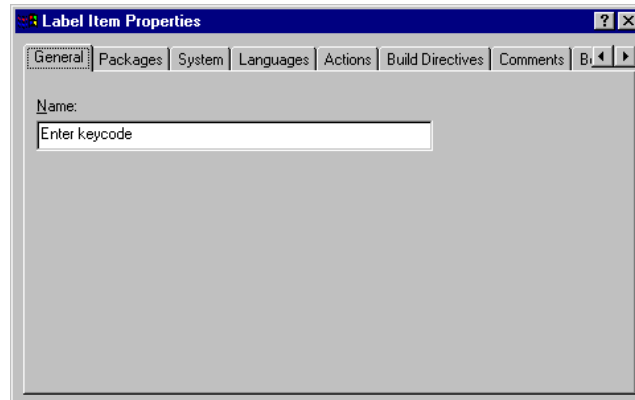 Label Item Properties
General Packages System Languages Actions Build Directives Comments
Name:
Enter keycode